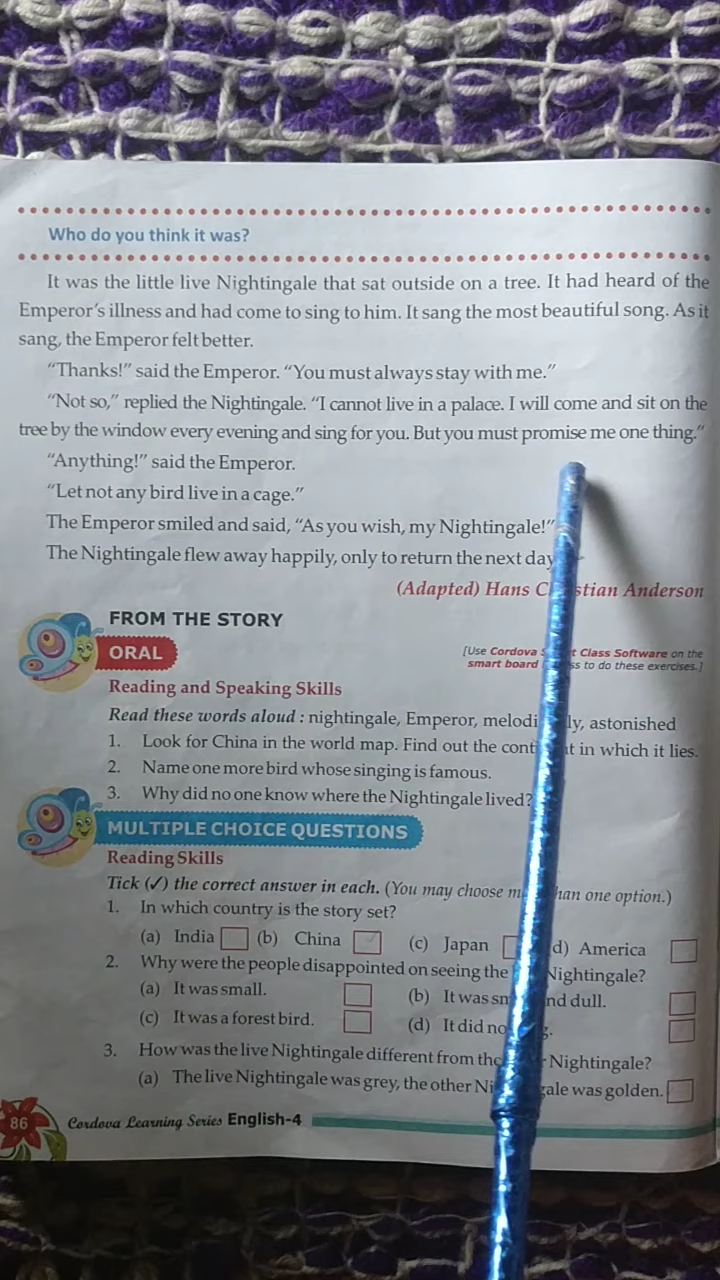 Who do you think it was?
It was the little live Nightingale that sat outside on a tree. It had heard of the
Emperor's illness and had come to sing to him. It sang the most beautiful song. As it
sang, the Emperor felt better.
"Thanks!" said the Emperor. "You must always stay with me."
"Not so," replied the Nightingale. "I cannot live in a palace. I will come and sit on the
tree by the window every evening and sing for you. But you must promise me one thing."
"Anything!" said the Emperor.
"Let not any bird live in a cage."
The Emperor smiled and said, "As you wish, my Nightingale!"
The Nightingale flew away happily, only to return the next day
(Adapted) Hans Christian Anderson
FROM THE STORY
ORAL
[Use Cordova Class Software on the
smart board to do these exercises.]
Reading and Speaking Skills
Read these words aloud : nightingale, Emperor, astonished
1. Look for China in the world map. Find out the continent in which it lies.
2. Name one more bird whose singing is famous.
3. Why did no one know where the Nightingale lived?
MULTIPLE CHOICE QUESTIONS
Reading Skills
Tick (✓) the correct answer in each. (You may choose more than one option.)
1. In which country is the story set?
(a) India (b) China (c) Japan (d) America
2. Why were the people disappointed on seeing the Nightingale?
(a) It was small. (b) It was and dull.
(c) It was a forest bird. (d) It did
3. How was the live Nightingale different from the Nightingale?
(a) The live Nightingale was grey, the other Nightingale was golden.
86 Cordova Learning Series English-4